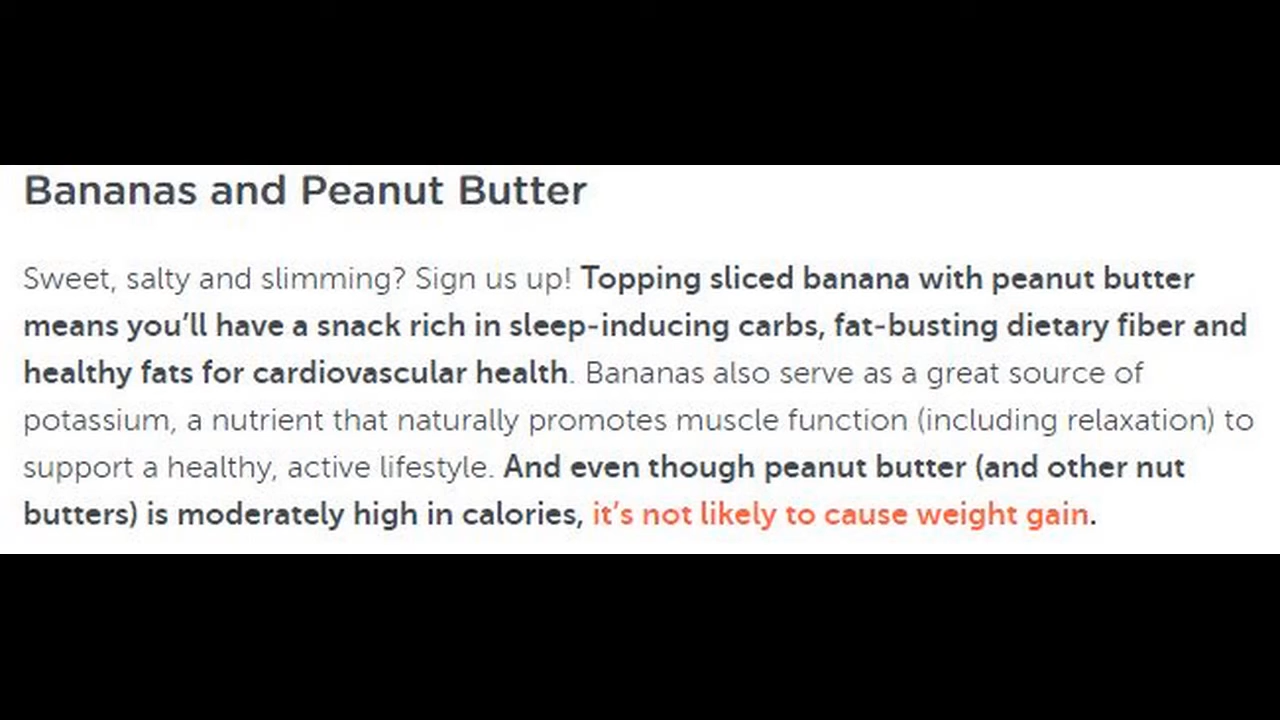 Bananas and Peanut Butter
Sweet, salty and slimming? Sign us up! Topping sliced banana with peanut butter
means you’ll have a snack rich in sleep-inducing carbs, fat-busting dietary fiber and
healthy fats for cardiovascular health. Bananas also serve as a great source of
potassium, a nutrient that naturally promotes muscle function (including relaxation) to
support a healthy, active lifestyle. And even though peanut butter (and other nut
butters) is moderately high in calories, it’s not likely to cause weight gain.